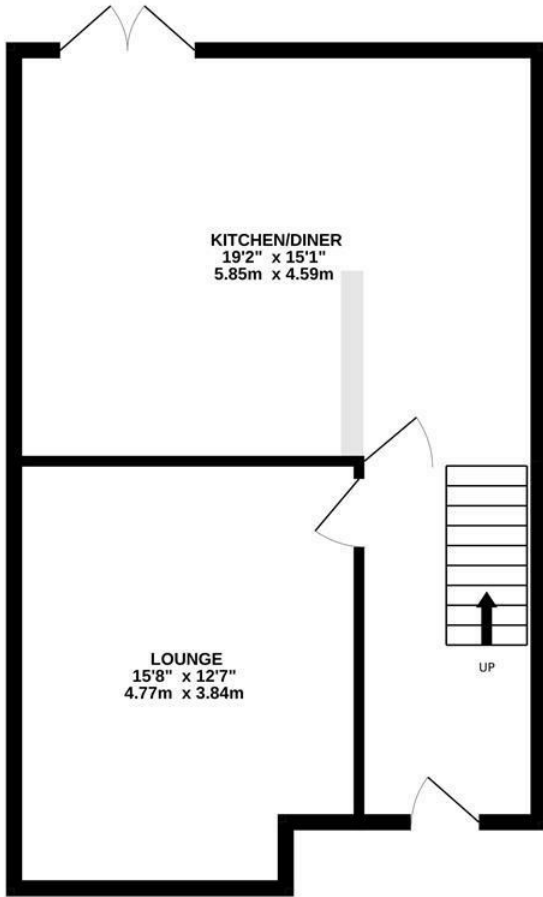 KITCHEN/DINER
19'2" x 15'1"
5.85m x 4.59m
LOUNGE
15'8" x 12'7"
4.77m x 3.84m
UP